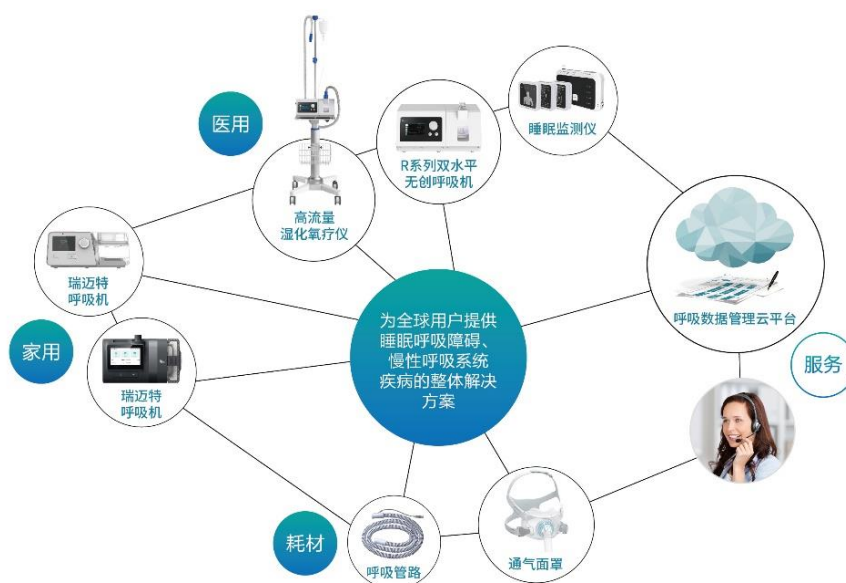 医用
高流量
湿化氧疗仪
R系列双水平
无创呼吸机
睡眠监测仪
瑞迈特
呼吸机
家用
瑞迈特
呼吸机
为全球用户提供
睡眠呼吸障碍、
慢性呼吸系统
疾病的整体解决
方案
呼吸数据管理云平台
服务
耗材
呼吸管路
通气面罩